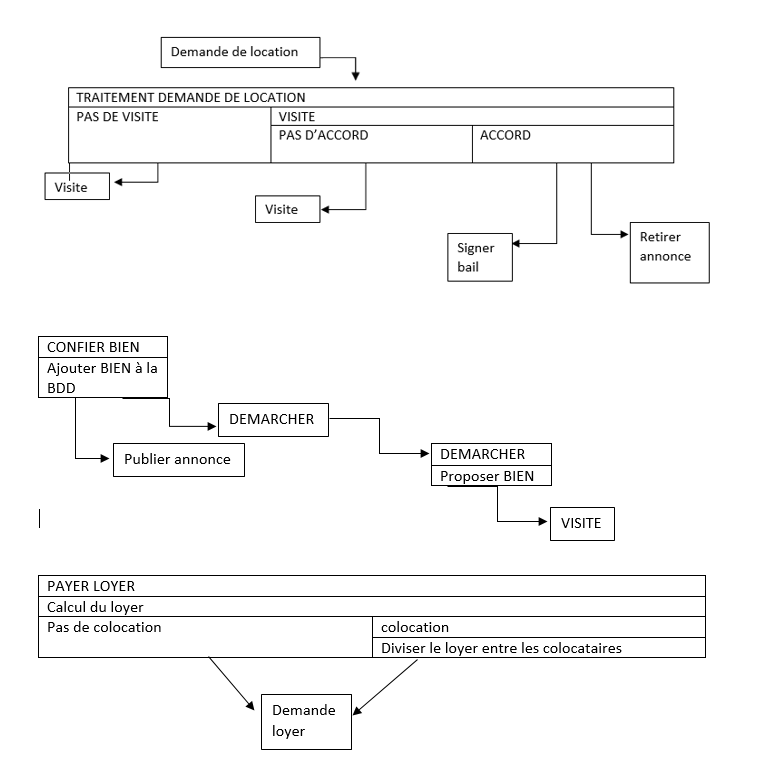 Demande de location
TRAITEMENT DEMANDE DE LOCATION
PAS DE VISITE
VISITE
PAS D’ACCORD
ACCORD
Visite
Visite
Signer
bail
Retirer
annonce
CONFIER BIEN
Ajouter BIEN à la
BDD
DEMARCHER
Publier annonce
DEMARCHER
Proposer BIEN
VISITE
PAYER LOYER
Calcul du loyer
Pas de colocation
colocation
Diviser le loyer entre les colocataires
Demande
loyer